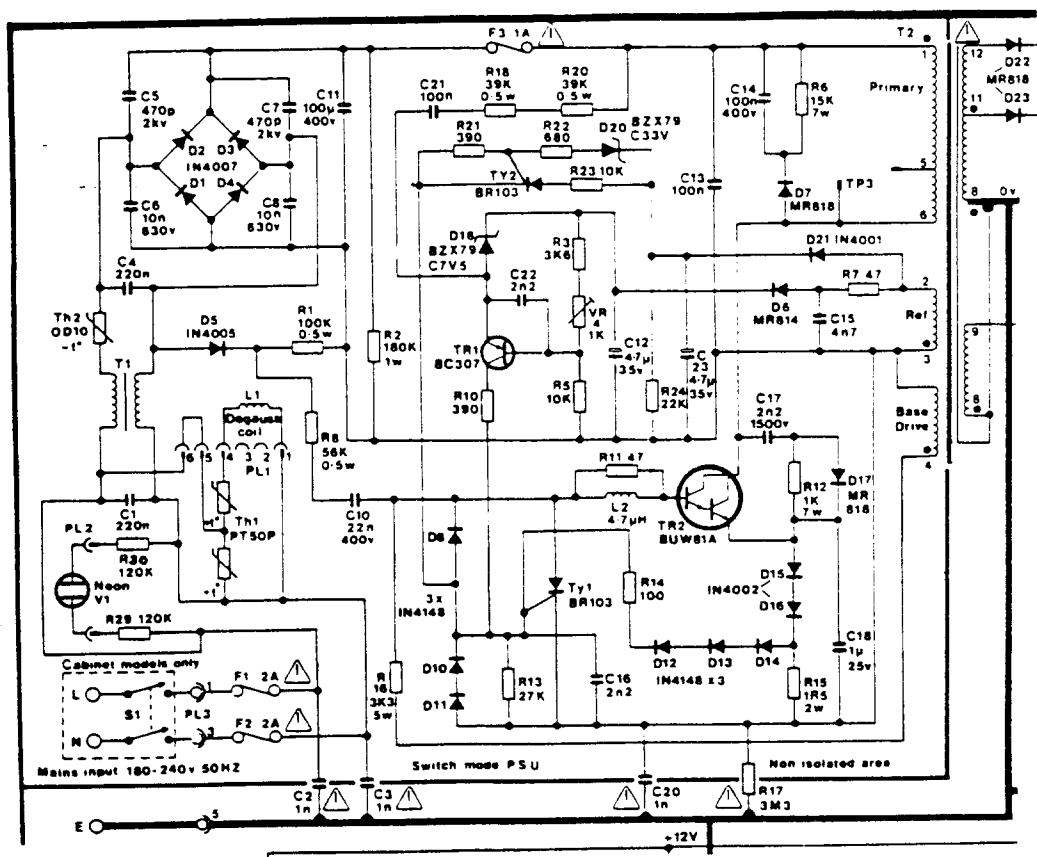 F3 1A
T2
1
Primary
5
6
12
11
8
0v
D22
MR818
D23
C5
470p
2kv
C7
470p
2kv
C11
100µ
400v
D2
D3
IN4007
D1
D4
C6
10n
630v
C8
10n
630v
C21
100n
R18
39K
0·5w
R20
39K
0·5w
R21
390
R22
680
D20
BZX79
C33V
TY2
BR103
R23 10K
C14
100n
400v
R6
15K
7w
C13
100n
D7
MR818
TP3
D21 IN4001
R7 47
2
Ref
3
D6
MR814
C15
4n7
C4
220n
Th2
OD10
-t°
D5
IN4005
R1
100K
0·5w
R2
180K
1w
D18
BZX79
C7V5
C22
2n2
R3
3K6
VR
4
1K
TR1
BC307
C12
4·7µ
35v
C
23
4·7µ
35v
R10
390
R5
10K
R24
22K
C17
2n2
1500v
Base
Drive
4
9
8
T1
L1
Degauss
coil
6 5 4 3 2 1
PL1
R8
56K
0·5w
C1
220n
PL2
R30
120K
Neon
V1
R29 120K
Th1
PT50P
+t°
C10
22n
400v
R11 47
L2
4·7µH
TR2
BUW81A
R12
1K
7w
D17
MR
818
D8
3x
IN4148
Ty1
BR103
R14
100
IN4002
D15
D16
D12 D13 D14
IN4148 x3
C18
1µ
25v
R15
1R5
2w
D10
D11
R13
27K
C16
2n2
R
16
3K3
5w
Cabinet models only
L
S1
N
1
PL3
3
F1 2A
F2 2A
Mains input 180-240v 50HZ
Switch mode PSU
Non isolated area
C2
1n
C3
1n
C20
1n
R17
3M3
E
5
+12V